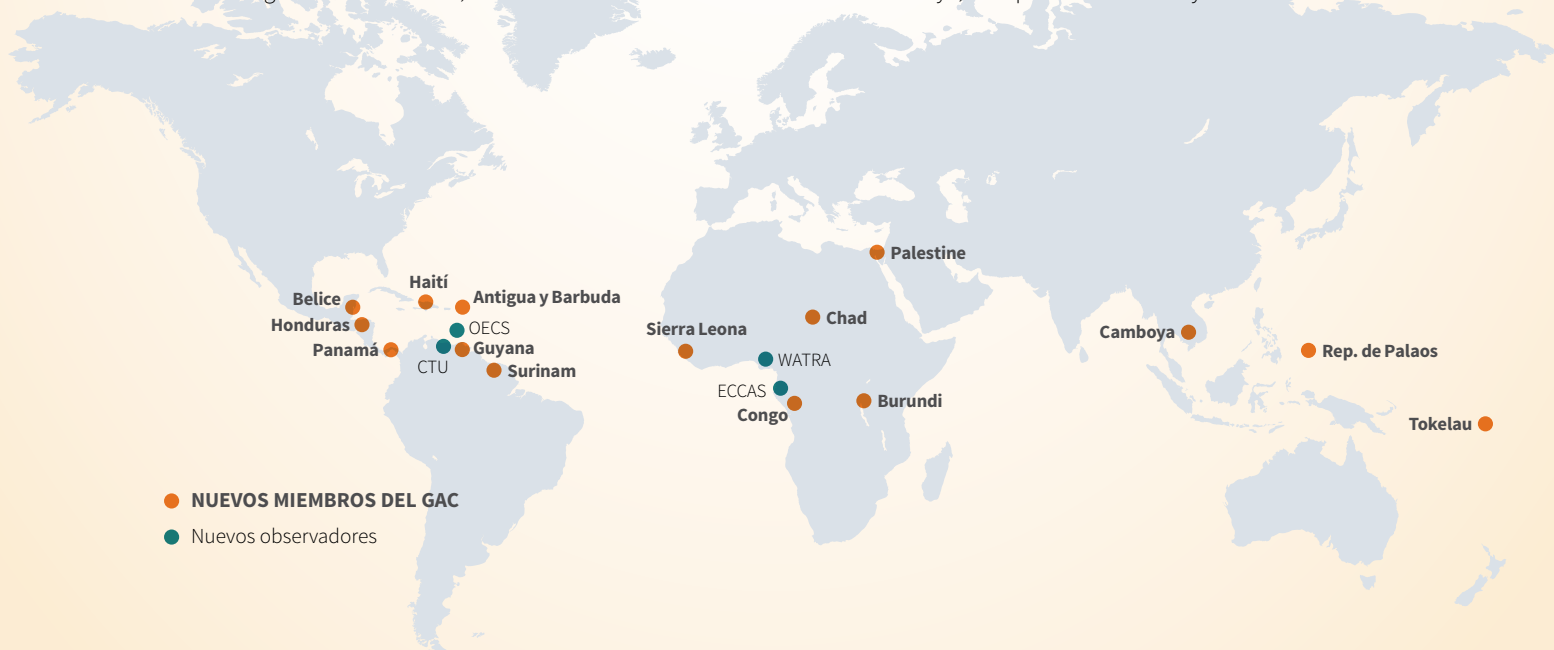 Palestine
Haití
Antigua y Barbuda
Belice
Honduras
OECS
Chad
Sierra Leona
Camboya
Panamá
Guyana
Rep. de Palaos
CTU
Surinam
WATRA
ECCAS
Burundi
Congo
Tokelau
NUEVOS MIEMBROS DEL GAC
Nuevos observadores